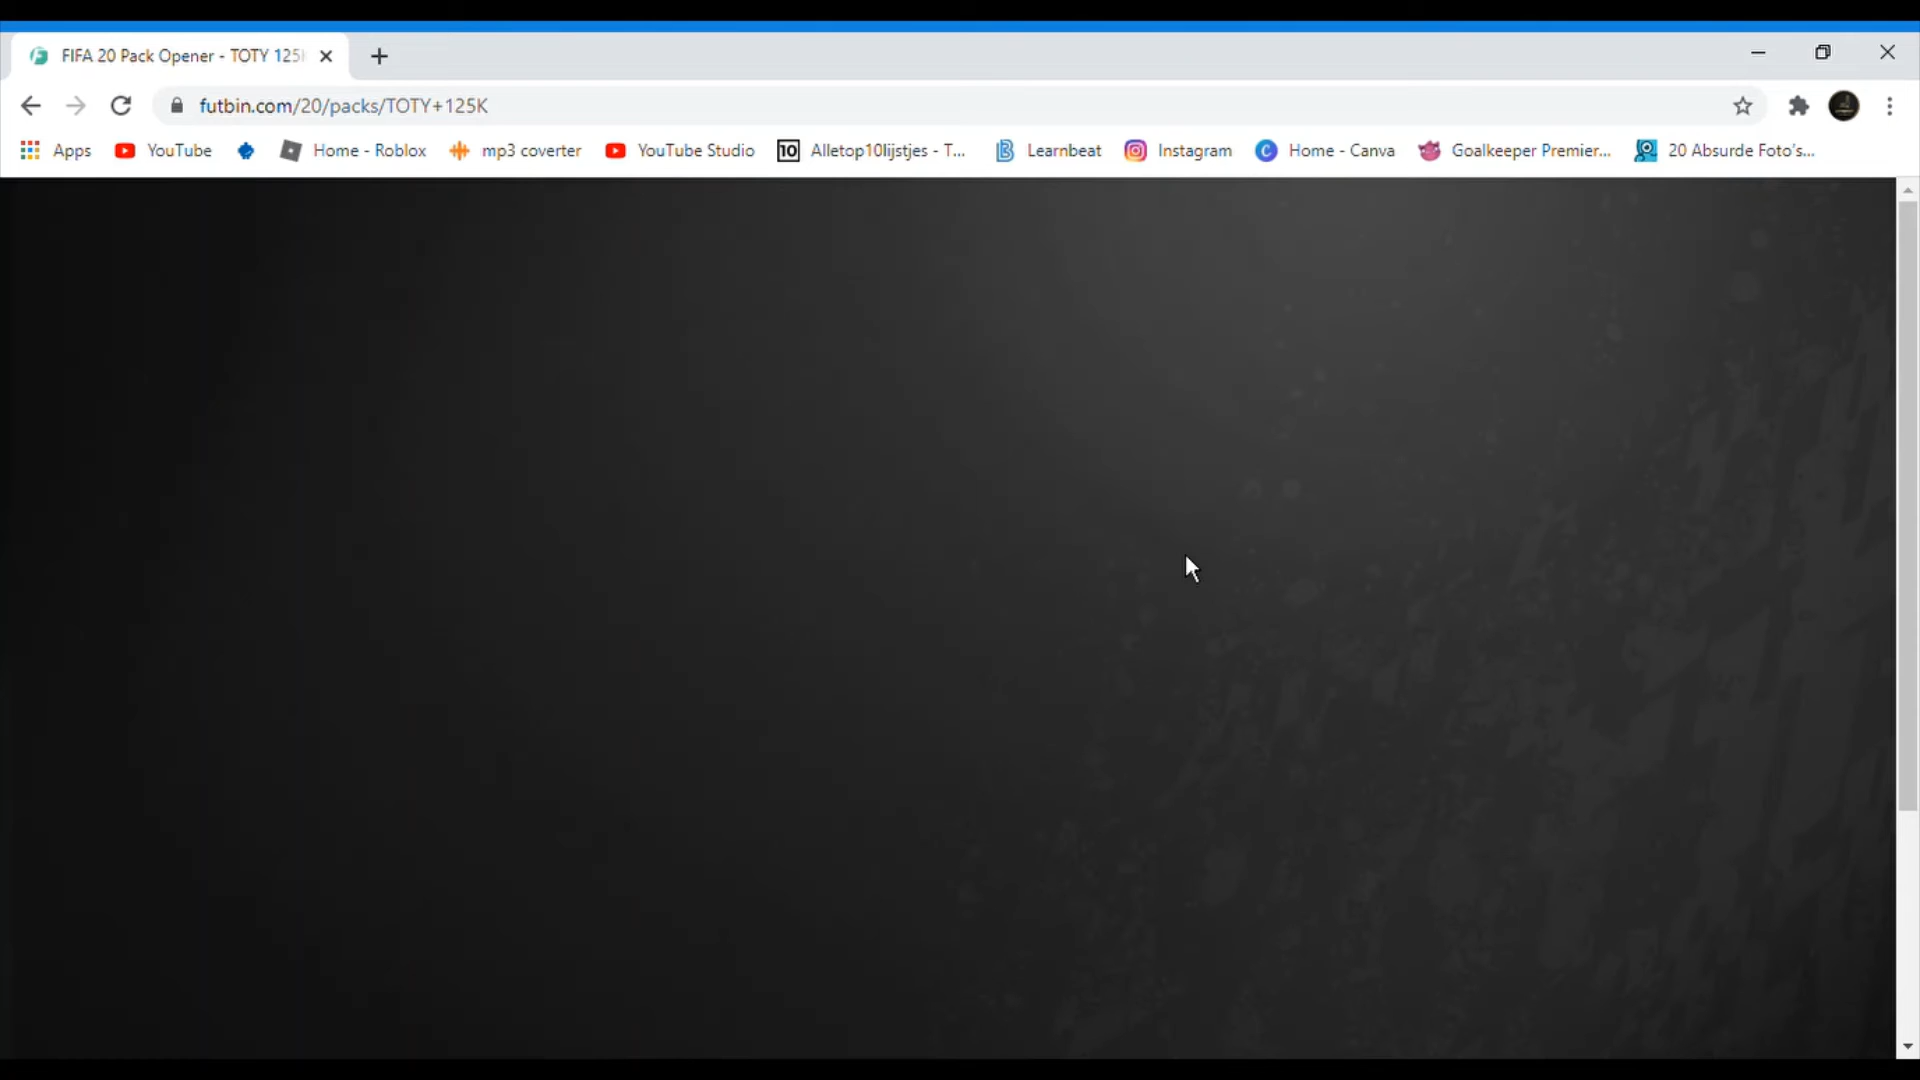 FIFA 20 Pack Opener - TOTY 125
futbin.com/20/packs/TOTY+125K
Apps YouTube Home - Roblox mp3 coverter YouTube Studio 10 Alletop10lijstjes - T... Learnbeat Instagram C Home - Canva Goalkeeper Premier... 20 Absurde Foto's...